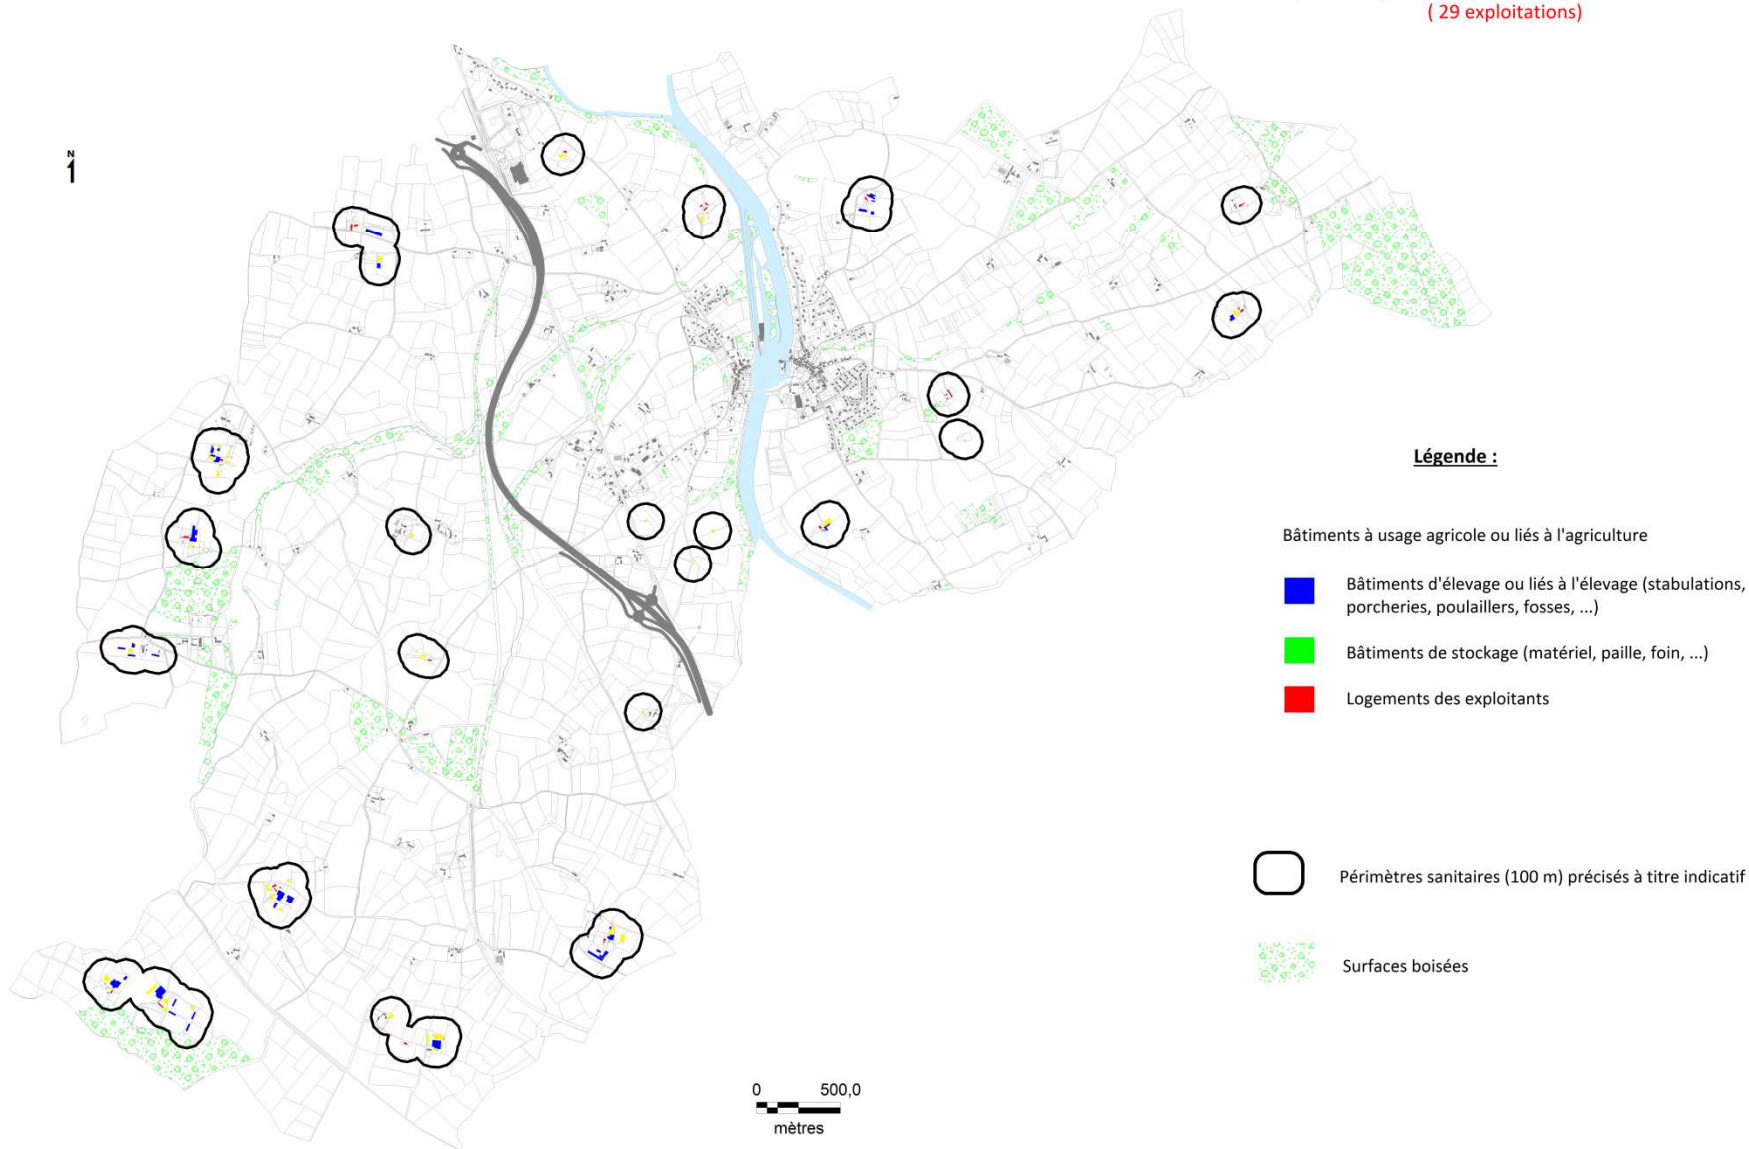 ( 29 exploitations)
N
Légende :
Bâtiments à usage agricole ou liés à l'agriculture
Bâtiments d'élevage ou liés à l'élevage (stabulations,
porcheries, poulaillers, fosses, ...)
Bâtiments de stockage (matériel, paille, foin, ...)
Logements des exploitants
Périmètres sanitaires (100 m) précisés à titre indicatif
Surfaces boisées
0 500,0
mètres